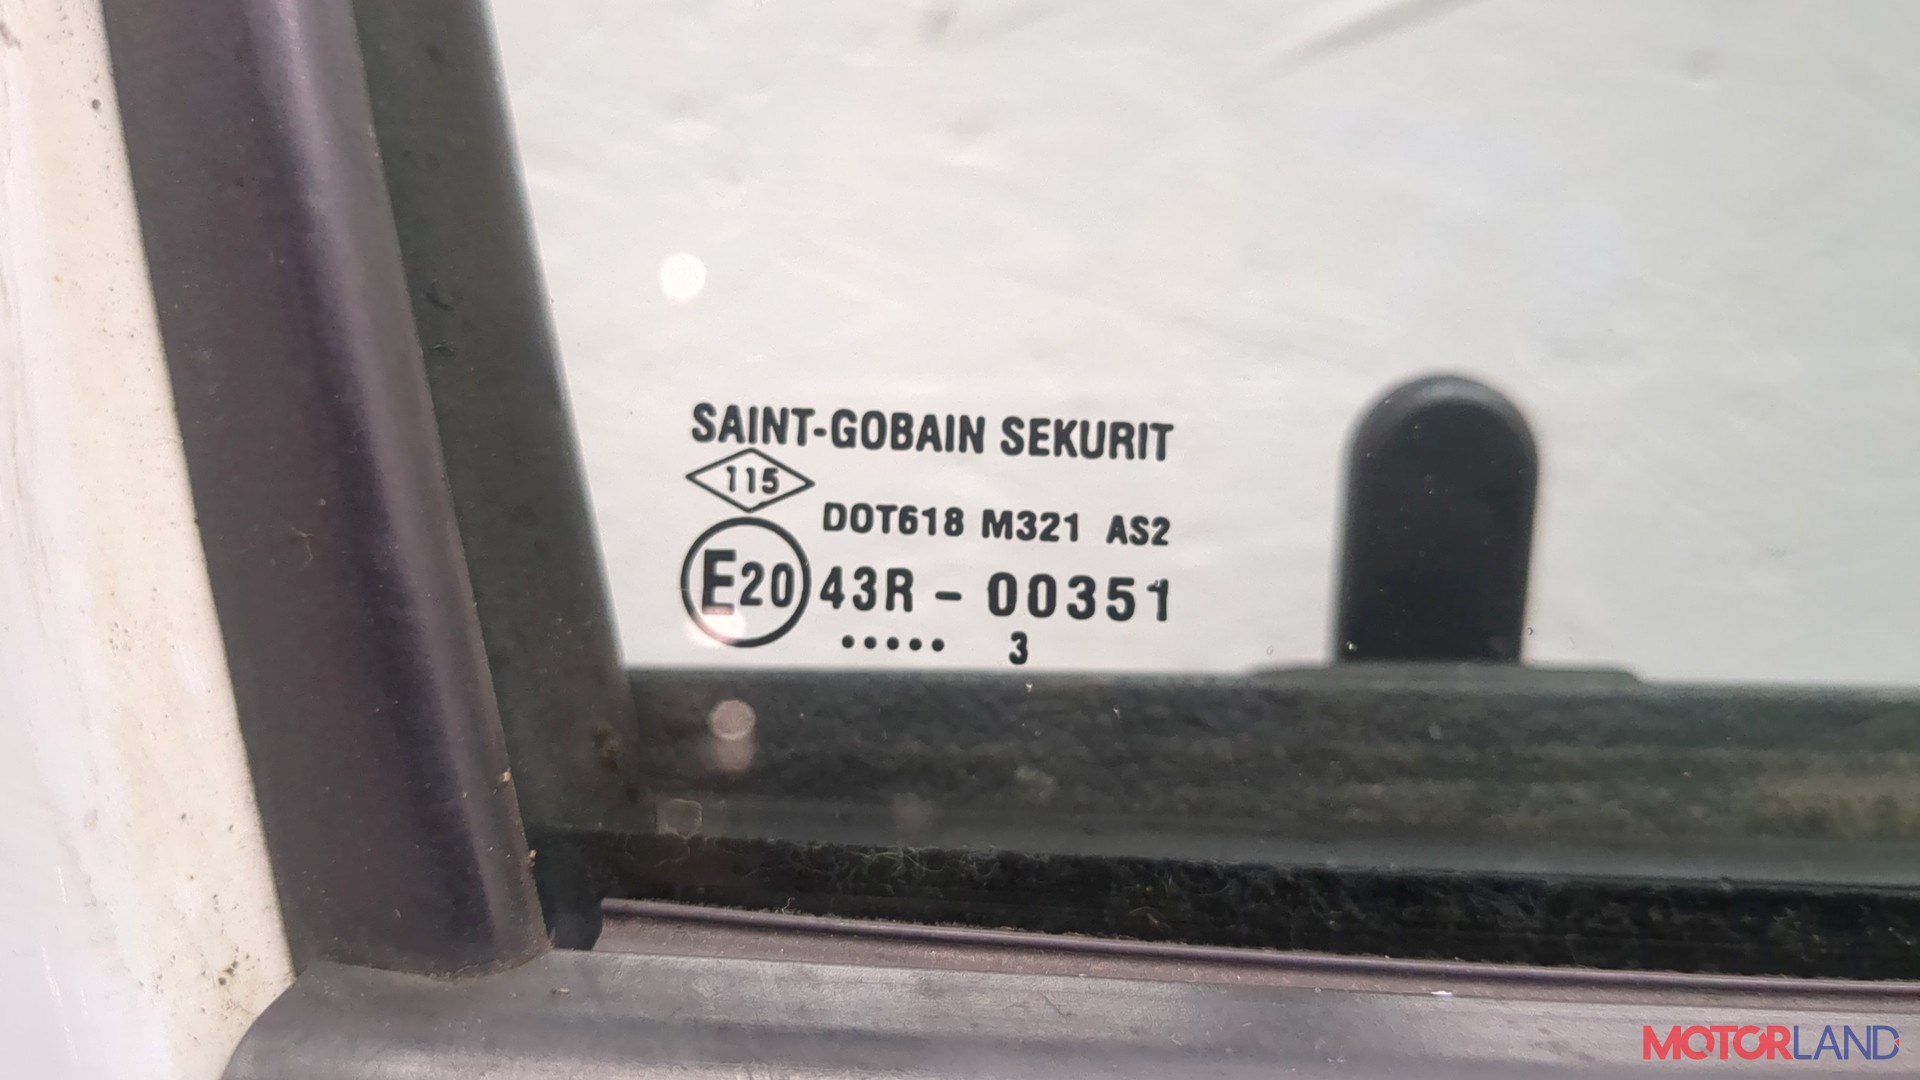 SAINT-GOBAIN SEKURIT
115
DOT618 M321 AS2
E20 43R - 00351
..... 3
MOTORLAND